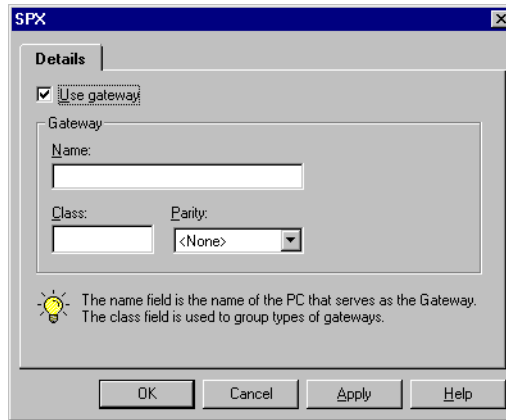 SPX
Details
Use gateway
Gateway
Name:
Class: Parity:
<None>
The name field is the name of the PC that serves as the Gateway.
The class field is used to group types of gateways.
OK Cancel Apply Help